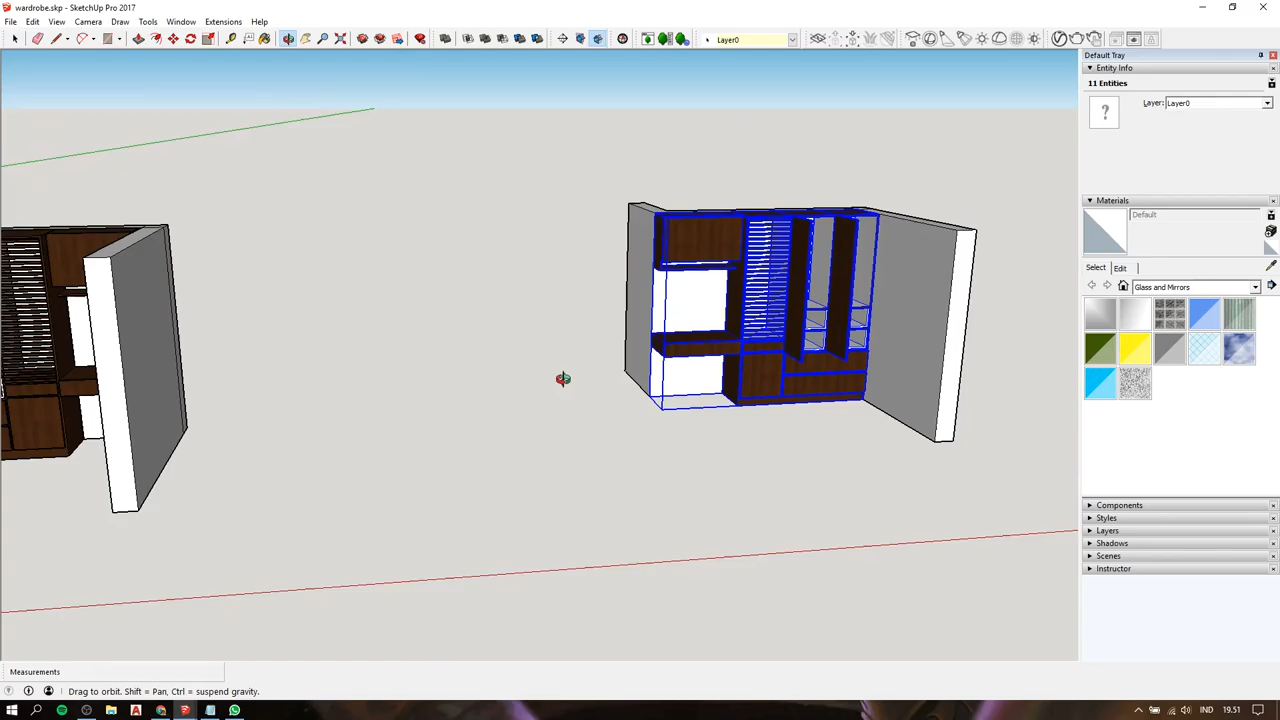 wardrobe.skp - SketchUp Pro 2017
File Edit View Camera Draw Tools Window Extensions Help
Layer0
Default Tray
Entity Info
11 Entities
?
Layer: Layer0
Materials
Default
Select Edit
Glass and Mirrors
Components
Styles
Layers
Shadows
Scenes
Instructor
Measurements
Drag to orbit. Shift = Pan, Ctrl = suspend gravity.
IND 19.51